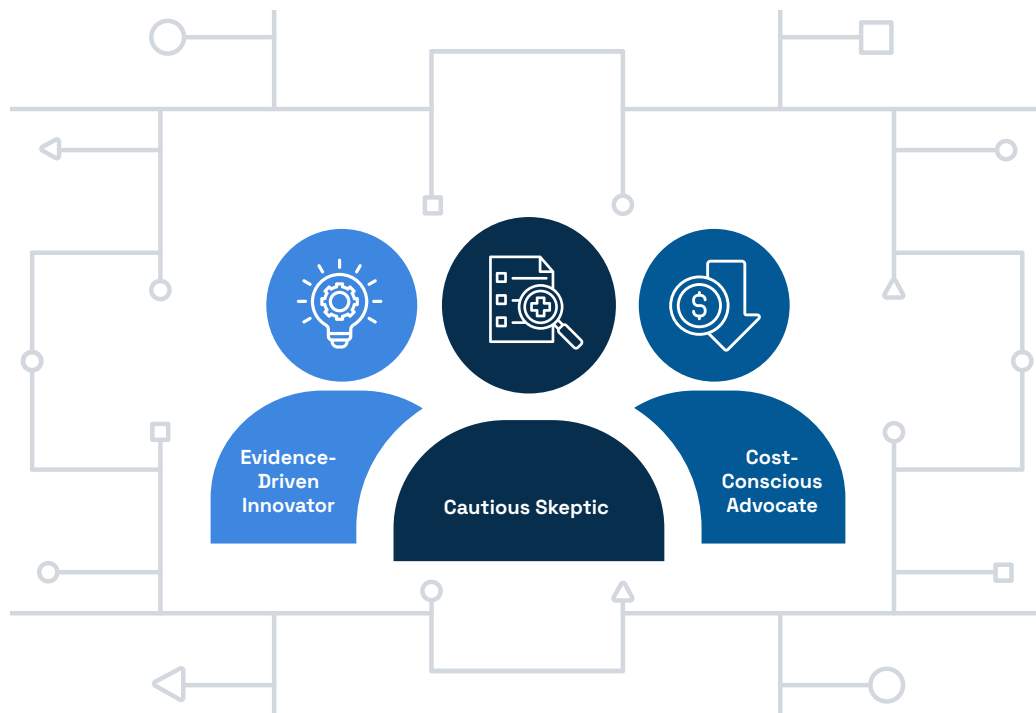 Evidence-
Driven
Innovator
Cautious Skeptic
Cost-
Conscious
Advocate
$